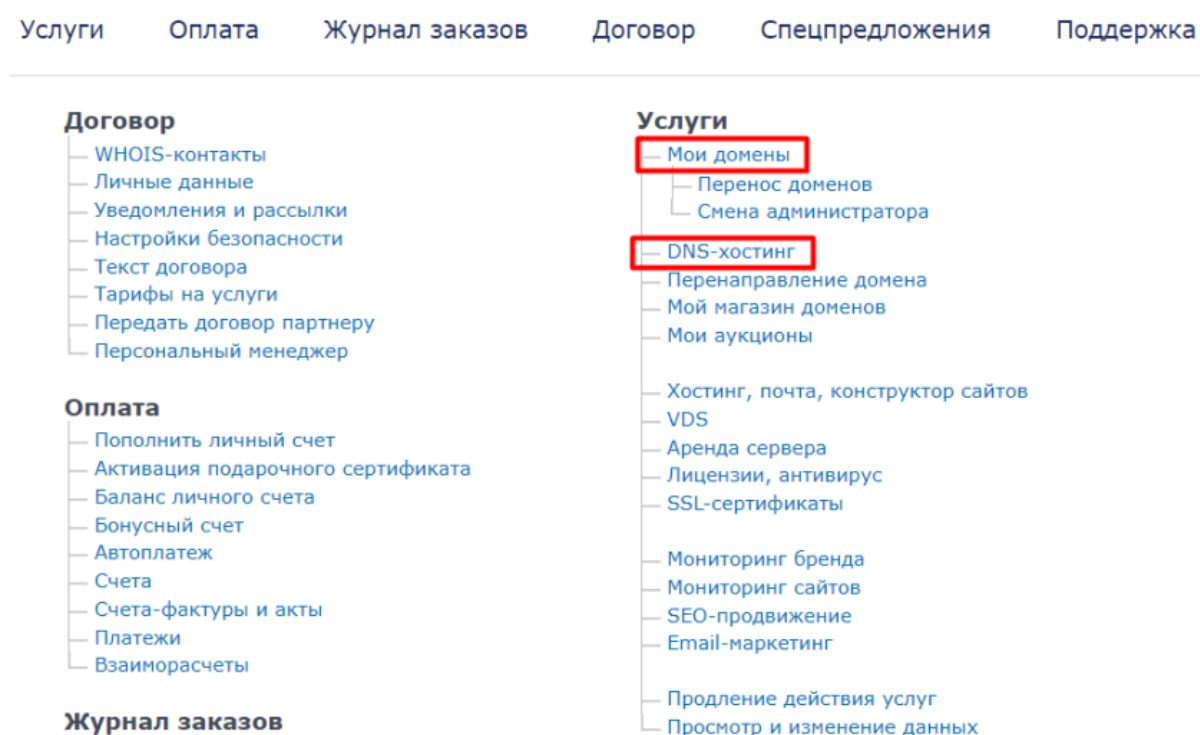 Услуги Оплата Журнал заказов Договор Спецпредложения Поддержка
Договор
WHOIS-контакты
Личные данные
Уведомления и рассылки
Настройки безопасности
Текст договора
Тарифы на услуги
Передать договор партнеру
Персональный менеджер
Оплата
Пополнить личный счет
Активация подарочного сертификата
Баланс личного счета
Бонусный счет
Автоплатеж
Счета
Счета-фактуры и акты
Платежи
Взаиморасчеты
Журнал заказов
Услуги
Мои домены
Перенос доменов
Смена администратора
DNS-хостинг
Перенаправление домена
Мой магазин доменов
Мои аукционы
Хостинг, почта, конструктор сайтов
VDS
Аренда сервера
Лицензии, антивирус
SSL-сертификаты
Мониторинг бренда
Мониторинг сайтов
SEO-продвижение
Email-маркетинг
Продление действия услуг
Просмотр и изменение данных